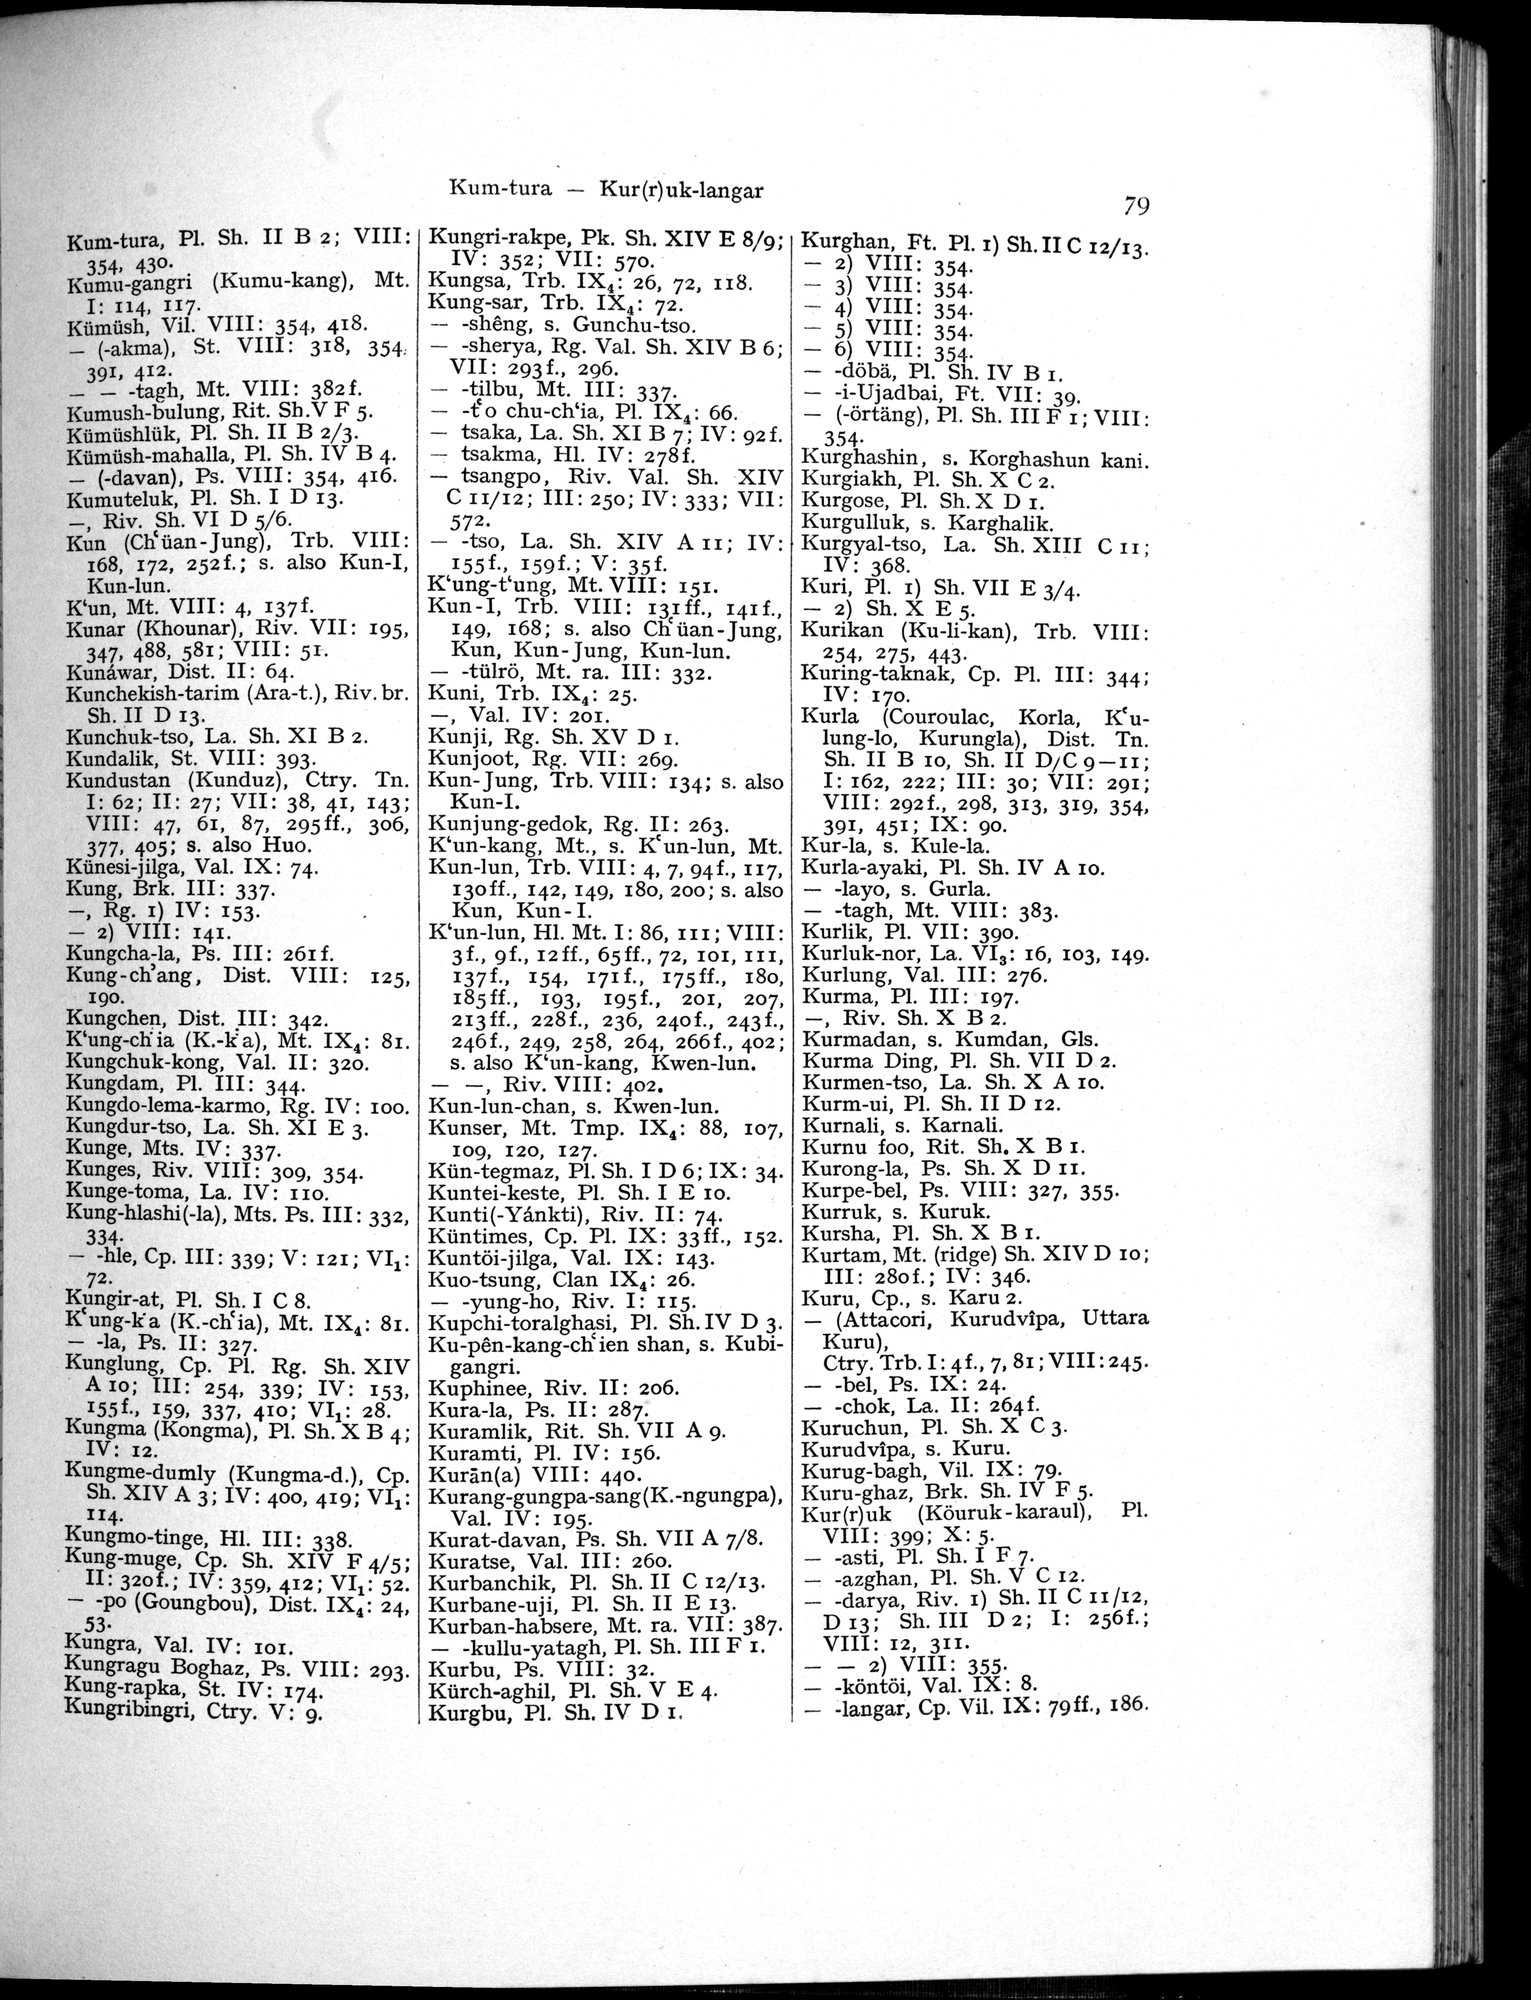 Kum-tura — Kur(r)uk-langar
79
Kum-tura, Pl. Sh. II B 2; VIII:
354, 430.
Kumu-gangri (Kumu-kang), Mt.
I: 114, 117.
Kümüsh, Vil. VIII: 354, 418.
— (-akma), St. VIII: 318, 354,
391, 412.
— — -tagh, Mt. VIII: 382f.
Kumush-bulung, Rit. Sh. V F 5.
Kümüshlük, Pl. Sh. II B 2/3.
Kümüsh-mahalla, Pl. Sh. IV B 4.
— (-davan), Ps. VIII: 354, 416.
Kumuteluk, Pl. Sh. I D 13.
—, Riv. Sh. VI D 5/6.
Kun (Ch‘üan-Jung), Trb. VIII:
168, 172, 252f.; s. also Kun-I,
Kun-lun.
K‘un, Mt. VIII: 4, 137f.
Kunar (Khounar), Riv. VII: 195,
347, 488, 581; VIII: 51.
Kunáwar, Dist. II: 64.
Kunchekish-tarim (Ara-t.), Riv. br.
Sh. II D 13.
Kunchuk-tso, La. Sh. XI B 2.
Kundalik, St. VIII: 393.
Kundustan (Kunduz), Ctry. Tn.
I: 62; II: 27; VII: 38, 41, 143;
VIII: 47, 61, 87, 295ff., 306,
377, 405; s. also Huo.
Künesi-jilga, Val. IX: 74.
Kung, Brk. III: 337.
—, Rg. 1) IV: 153.
— 2) VIII: 141.
Kungcha-la, Ps. III: 261f.
Kung-ch’ang, Dist. VIII: 125,
190.
Kungchen, Dist. III: 342.
K‘ung-ch‘ia (K.-k‘a), Mt. IX₄: 81.
Kungchuk-kong, Val. II: 320.
Kungdam, Pl. III: 344.
Kungdo-lema-karmo, Rg. IV: 100.
Kungdur-tso, La. Sh. XI E 3.
Kunge, Mts. IV: 337.
Kunges, Riv. VIII: 309, 354.
Kunge-toma, La. IV: 110.
Kung-hlashi(-la), Mts. Ps. III: 332,
334.
— -hle, Cp. III: 339; V: 121; VI₁:
72.
Kungir-at, Pl. Sh. I C 8.
K‘ung-k‘a (K.-ch‘ia), Mt. IX₄: 81.
— -la, Ps. II: 327.
Kunglung, Cp. Pl. Rg. Sh. XIV
A 10; III: 254, 339; IV: 153,
155f., 159, 337, 410; VI₁: 28.
Kungma (Kongma), Pl. Sh. X B 4;
IV: 12.
Kungme-dumly (Kungma-d.), Cp.
Sh. XIV A 3; IV: 400, 419; VI₁:
114.
Kungmo-tinge, Hl. III: 338.
Kung-muge, Cp. Sh. XIV F 4/5;
II: 320f.; IV: 359, 412; VI₁: 52.
— -po (Goungbou), Dist. IX₄: 24,
53.
Kungra, Val. IV: 101.
Kungragu Boghaz, Ps. VIII: 293.
Kung-rapka, St. IV: 174.
Kungribingri, Ctry. V: 9.
Kungri-rakpe, Pk. Sh. XIV E 8/9;
IV: 352; VII: 570.
Kungsa, Trb. IX₄: 26, 72, 118.
Kung-sar, Trb. IX₄: 72.
— -shêng, s. Gunchu-tso.
— -sherya, Rg. Val. Sh. XIV B 6;
VII: 293f., 296.
— -tilbu, Mt. III: 337.
— -t‘o chu-ch‘ia, Pl. IX₄: 66.
— tsaka, La. Sh. XI B 7; IV: 92f.
— tsakma, Hl. IV: 278f.
— tsangpo, Riv. Val. Sh. XIV
C 11/12; III: 250; IV: 333; VII:
572.
— -tso, La. Sh. XIV A 11; IV:
155f., 159f.; V: 35f.
K‘ung-t‘ung, Mt. VIII: 151.
Kun-I, Trb. VIII: 131ff., 141f.,
149, 168; s. also Ch‘üan-Jung,
Kun, Kun-Jung, Kun-lun.
— -tülrö, Mt. ra. III: 332.
Kuni, Trb. IX₄: 25.
—, Val. IV: 201.
Kunji, Rg. Sh. XV D 1.
Kunjoot, Rg. VII: 269.
Kun-Jung, Trb. VIII: 134; s. also
Kun-I.
Kunjung-gedok, Rg. II: 263.
K‘un-kang, Mt., s. K‘un-lun, Mt.
Kun-lun, Trb. VIII: 4, 7, 94f., 117,
130ff., 142, 149, 180, 200; s. also
Kun, Kun-I.
K‘un-lun, Hl. Mt. I: 86, 111; VIII:
3f., 9f., 12ff., 65ff., 72, 101, 111,
137f., 154, 171f., 175ff., 180,
185ff., 193, 195f., 201, 207,
213ff., 228f., 236, 240f., 243f.,
246f., 249, 258, 264, 266f., 402;
s. also K‘un-kang, Kwen-lun.
— —, Riv. VIII: 402.
Kun-lun-chan, s. Kwen-lun.
Kunser, Mt. Tmp. IX₄: 88, 107,
109, 120, 127.
Kün-tegmaz, Pl. Sh. I D 6; IX: 34.
Kuntei-keste, Pl. Sh. I E 10.
Kunti(-Yánkti), Riv. II: 74.
Küntimes, Cp. Pl. IX: 33ff., 152.
Kuntöi-jilga, Val. IX: 143.
Kuo-tsung, Clan IX₄: 26.
— -yung-ho, Riv. I: 115.
Kupchi-toralghasi, Pl. Sh. IV D 3.
Ku-pên-kang-ch‘ien shan, s. Kubi-
gangri.
Kuphinee, Riv. II: 206.
Kura-la, Ps. II: 287.
Kuramlik, Rit. Sh. VII A 9.
Kuramti, Pl. IV: 156.
Kurān(a) VIII: 440.
Kurang-gungpa-sang(K.-ngungpa),
Val. IV: 195.
Kurat-davan, Ps. Sh. VII A 7/8.
Kuratse, Val. III: 260.
Kurbanchik, Pl. Sh. II C 12/13.
Kurbane-uji, Pl. Sh. II E 13.
Kurban-habsere, Mt. ra. VII: 387.
— -kullu-yatagh, Pl. Sh. III F 1.
Kurbu, Ps. VIII: 32.
Kürch-aghil, Pl. Sh. V E 4.
Kurgbu, Pl. Sh. IV D 1.
Kurghan, Ft. Pl. 1) Sh. II C 12/13.
— 2) VIII: 354.
— 3) VIII: 354.
— 4) VIII: 354.
— 5) VIII: 354.
— 6) VIII: 354.
— -döbä, Pl. Sh. IV B 1.
— -i-Ujadbai, Ft. VII: 39.
— (-örtäng), Pl. Sh. III F 1; VIII:
354.
Kurghashin, s. Korghashun kani.
Kurgiakh, Pl. Sh. X C 2.
Kurgose, Pl. Sh. X D 1.
Kurgulluk, s. Karghalik.
Kurgyal-tso, La. Sh. XIII C 11;
IV: 368.
Kuri, Pl. 1) Sh. VII E 3/4.
— 2) Sh. X E 5.
Kurikan (Ku-li-kan), Trb. VIII:
254, 275, 443.
Kuring-taknak, Cp. Pl. III: 344;
IV: 170.
Kurla (Couroulac, Korla, K‘u-
lung-lo, Kurungla), Dist. Tn.
Sh. II B 10, Sh. II D/C 9—11;
I: 162, 222; III: 30; VII: 291;
VIII: 292f., 298, 313, 319, 354,
391, 451; IX: 90.
Kur-la, s. Kule-la.
Kurla-ayaki, Pl. Sh. IV A 10.
— -layo, s. Gurla.
— -tagh, Mt. VIII: 383.
Kurlik, Pl. VII: 390.
Kurluk-nor, La. VI₃: 16, 103, 149.
Kurlung, Val. III: 276.
Kurma, Pl. III: 197.
—, Riv. Sh. X B 2.
Kurmadan, s. Kumdan, Gls.
Kurma Ding, Pl. Sh. VII D 2.
Kurmen-tso, La. Sh. X A 10.
Kurm-ui, Pl. Sh. II D 12.
Kurnali, s. Karnali.
Kurnu foo, Rit. Sh. X B 1.
Kurong-la, Ps. Sh. X D 11.
Kurpe-bel, Ps. VIII: 327, 355.
Kurruk, s. Kuruk.
Kursha, Pl. Sh. X B 1.
Kurtam, Mt. (ridge) Sh. XIV D 10;
III: 280f.; IV: 346.
Kuru, Cp., s. Karu 2.
— (Attacori, Kurudvîpa, Uttara
Kuru),
Ctry. Trb. I: 4f., 7, 81; VIII: 245.
— -bel, Ps. IX: 24.
— -chok, La. II: 264f.
Kuruchun, Pl. Sh. X C 3.
Kurudvîpa, s. Kuru.
Kurug-bagh, Vil. IX: 79.
Kuru-ghaz, Brk. Sh. IV F 5.
Kur(r)uk (Köuruk-karaul), Pl.
VIII: 399; X: 5.
— -asti, Pl. Sh. I F 7.
— -azghan, Pl. Sh. V C 12.
— -darya, Riv. 1) Sh. II C 11/12,
D 13; Sh. III D 2; I: 256f.;
VIII: 12, 311.
— — 2) VIII: 355.
— -köntöi, Val. IX: 8.
— -langar, Cp. Vil. IX: 79ff., 186.